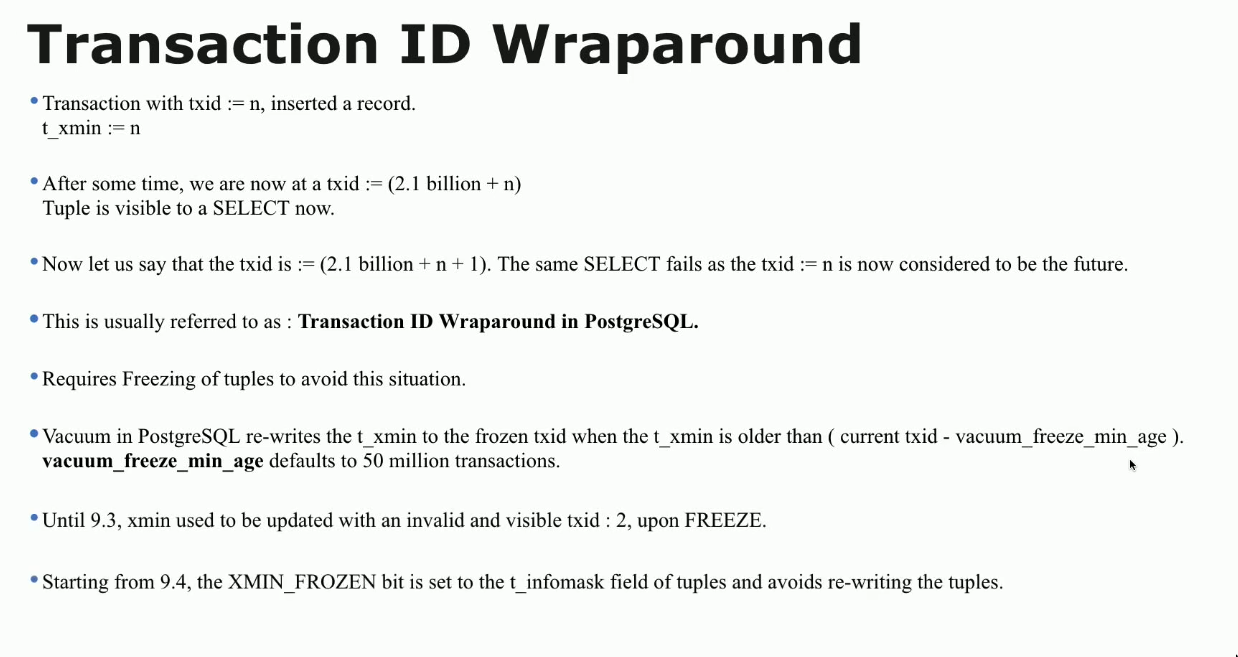 Transaction ID Wraparound
• Transaction with txid := n, inserted a record.
t_xmin := n
• After some time, we are now at a txid := (2.1 billion + n)
Tuple is visible to a SELECT now.
• Now let us say that the txid is := (2.1 billion + n + 1). The same SELECT fails as the txid := n is now considered to be the future.
• This is usually referred to as : Transaction ID Wraparound in PostgreSQL.
• Requires Freezing of tuples to avoid this situation.
• Vacuum in PostgreSQL re-writes the t_xmin to the frozen txid when the t_xmin is older than ( current txid - vacuum_freeze_min_age ).
vacuum_freeze_min_age defaults to 50 million transactions.
• Until 9.3, xmin used to be updated with an invalid and visible txid : 2, upon FREEZE.
• Starting from 9.4, the XMIN_FROZEN bit is set to the t_infomask field of tuples and avoids re-writing the tuples.